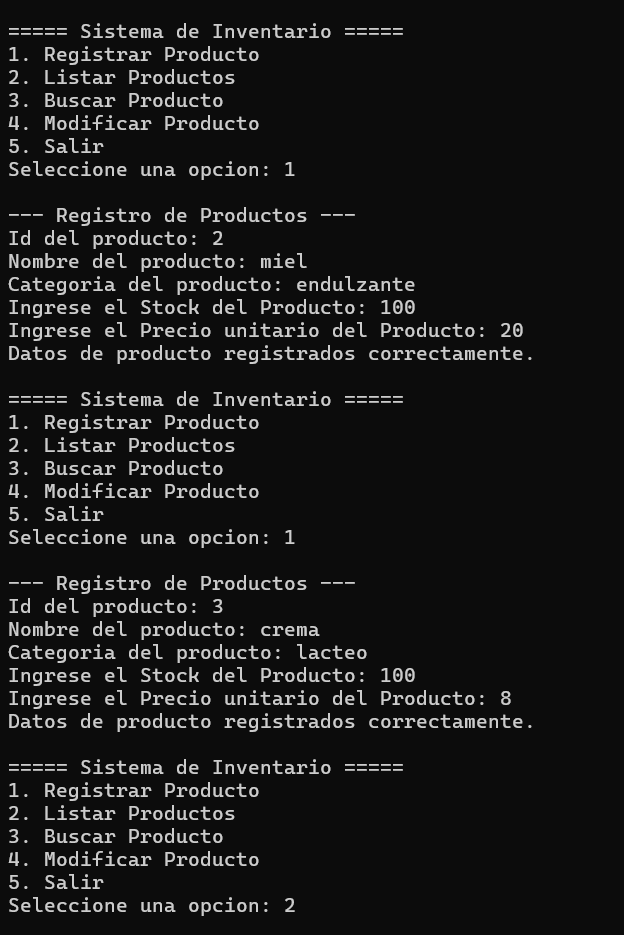 ===== Sistema de Inventario =====
1. Registrar Producto
2. Listar Productos
3. Buscar Producto
4. Modificar Producto
5. Salir
Seleccione una opcion: 1
--- Registro de Productos ---
Id del producto: 2
Nombre del producto: miel
Categoria del producto: endulzante
Ingrese el Stock del Producto: 100
Ingrese el Precio unitario del Producto: 20
Datos de producto registrados correctamente.
===== Sistema de Inventario =====
1. Registrar Producto
2. Listar Productos
3. Buscar Producto
4. Modificar Producto
5. Salir
Seleccione una opcion: 1
--- Registro de Productos ---
Id del producto: 3
Nombre del producto: crema
Categoria del producto: lacteo
Ingrese el Stock del Producto: 100
Ingrese el Precio unitario del Producto: 8
Datos de producto registrados correctamente.
===== Sistema de Inventario =====
1. Registrar Producto
2. Listar Productos
3. Buscar Producto
4. Modificar Producto
5. Salir
Seleccione una opcion: 2